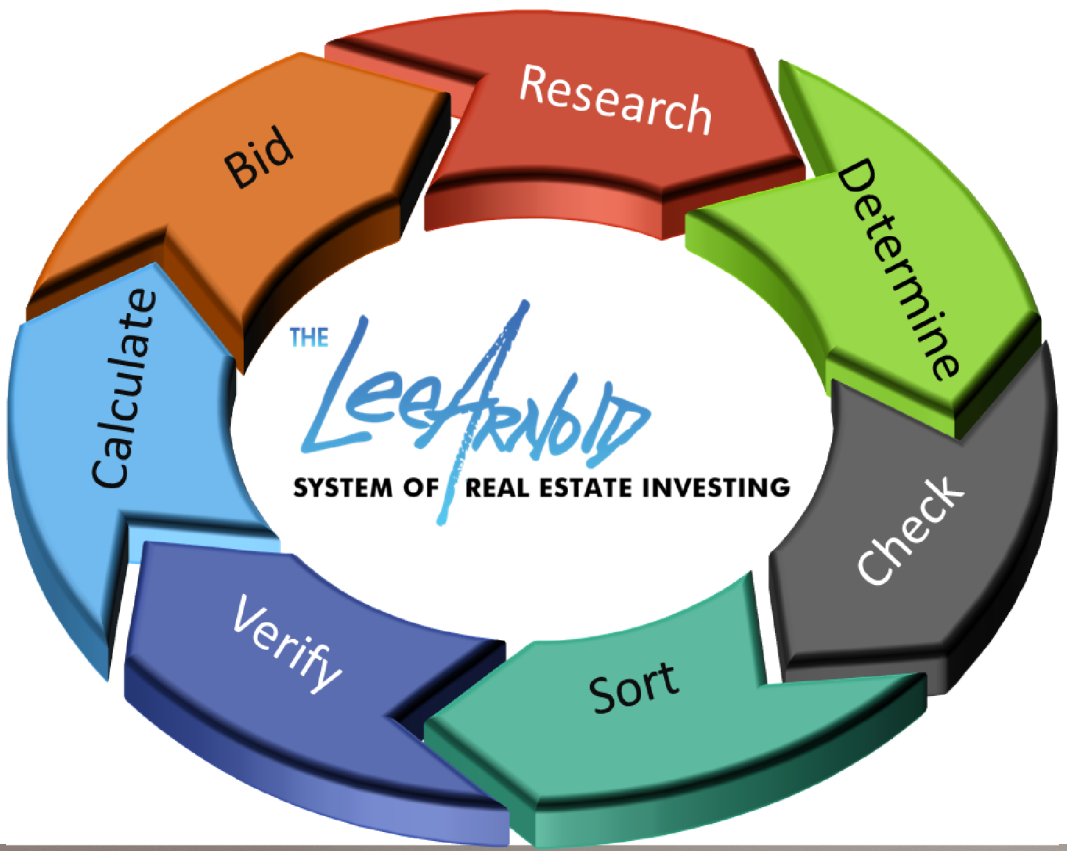 Research
Determine
Check
Sort
Verify
Calculate
Bid
THE
LeeArnold
SYSTEM OF REAL ESTATE INVESTING